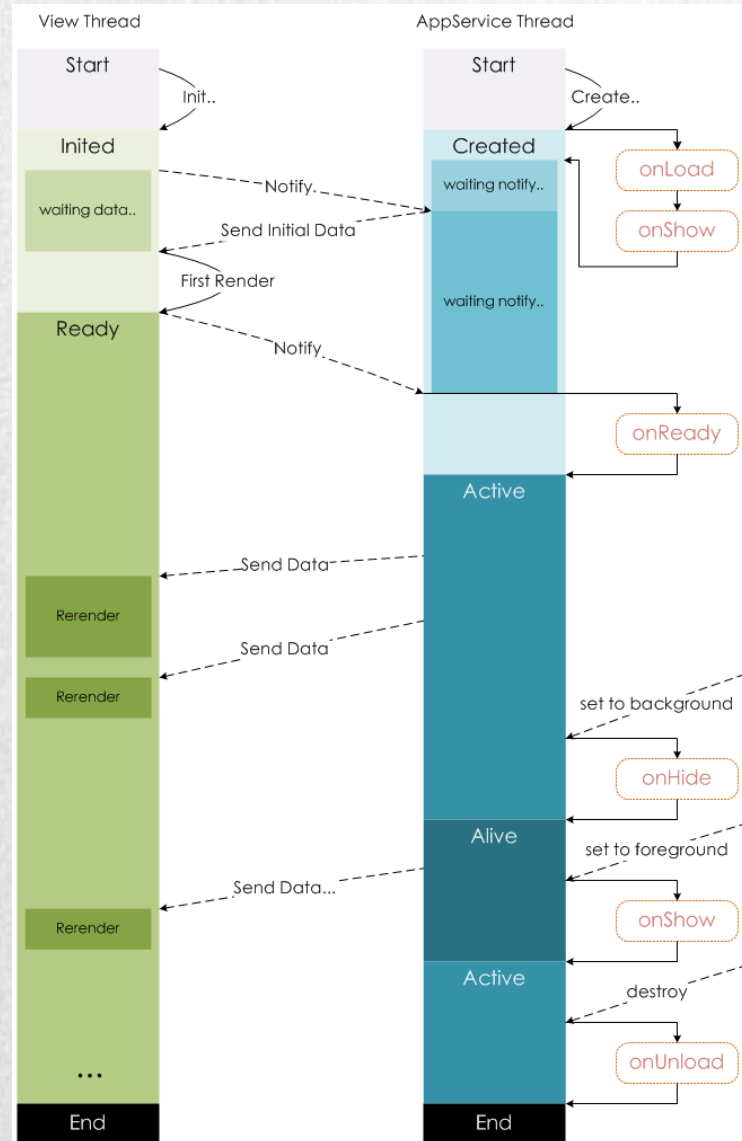 View Thread
AppService Thread
Start
Start
Init..
Create..
Inited
Created
onLoad
waiting notify..
Notify
waiting data..
onShow
Send Initial Data
First Render
waiting notify..
Ready
Notify
onReady
Active
Send Data
Rerender
Send Data
Rerender
set to background
onHide
Alive
set to foreground
Send Data...
onShow
Rerender
Active
destroy
onUnload
...
End
End